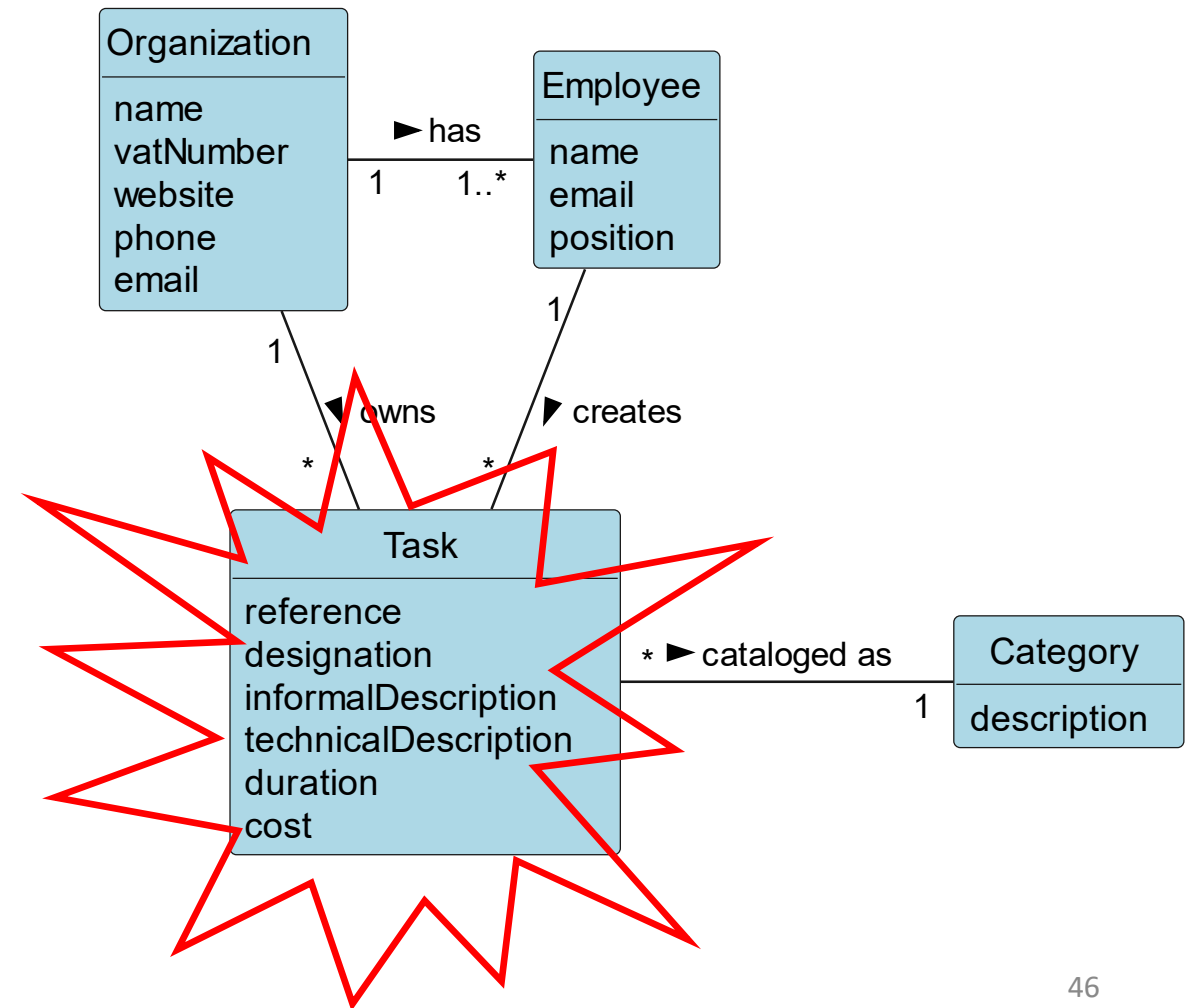 Organization
name
vatNumber
website
phone
email
► has
1
1..*
Employee
name
email
position
1
owns
*
1
creates
*
Task
reference
designation
informalDescription
technicalDescription
duration
cost
* ► cataloged as
1
Category
description
46